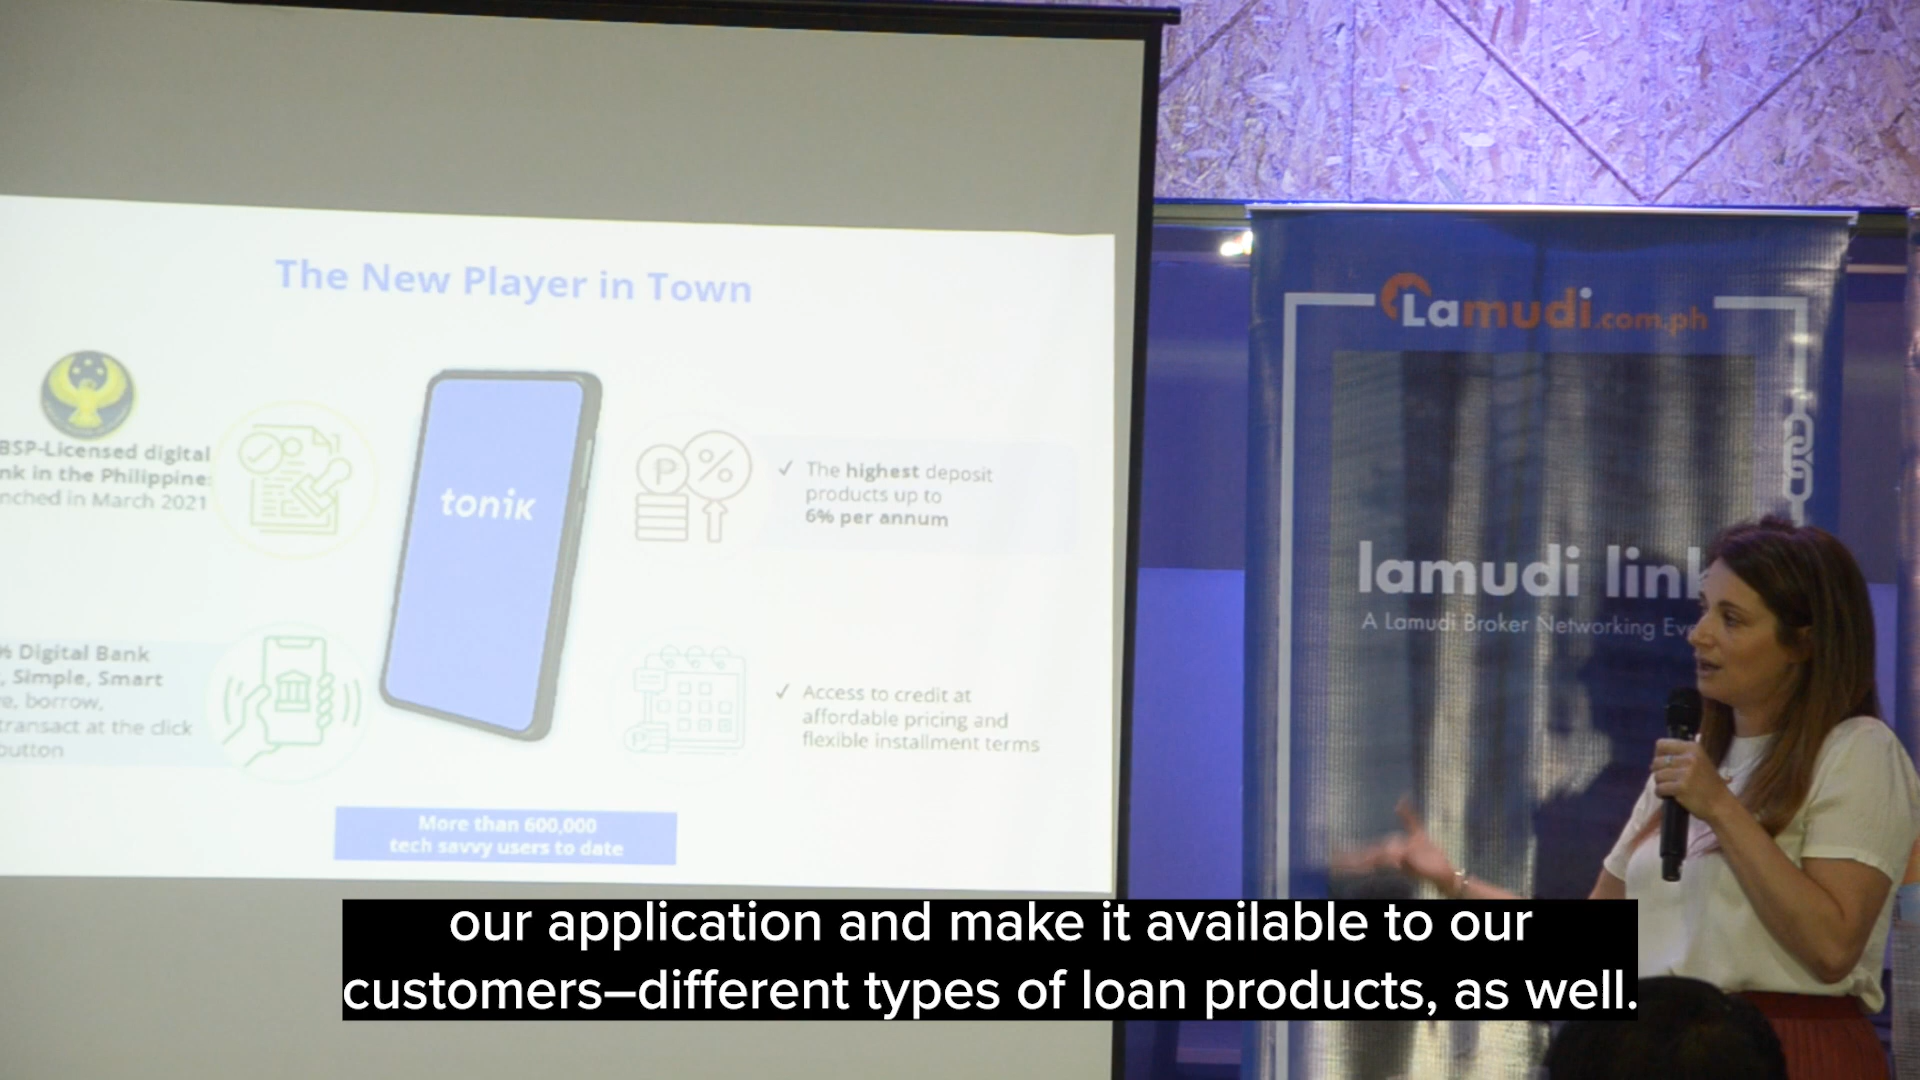 The New Player in Town
BSP-Licensed digital
nk in the Philippine
nched in March 2021
% Digital Bank
, Simple, Smart
e, borrow,
transact at the click
button
tonik
✓ The highest deposit
products up to
6% per annum
✓ Access to credit at
affordable pricing and
flexible installment terms
More than 600,000
tech savvy users to date
Lamudi.com.ph
lamudi link
A Lamudi Broker Networking Eve
our application and make it available to our
customers–different types of loan products, as well.